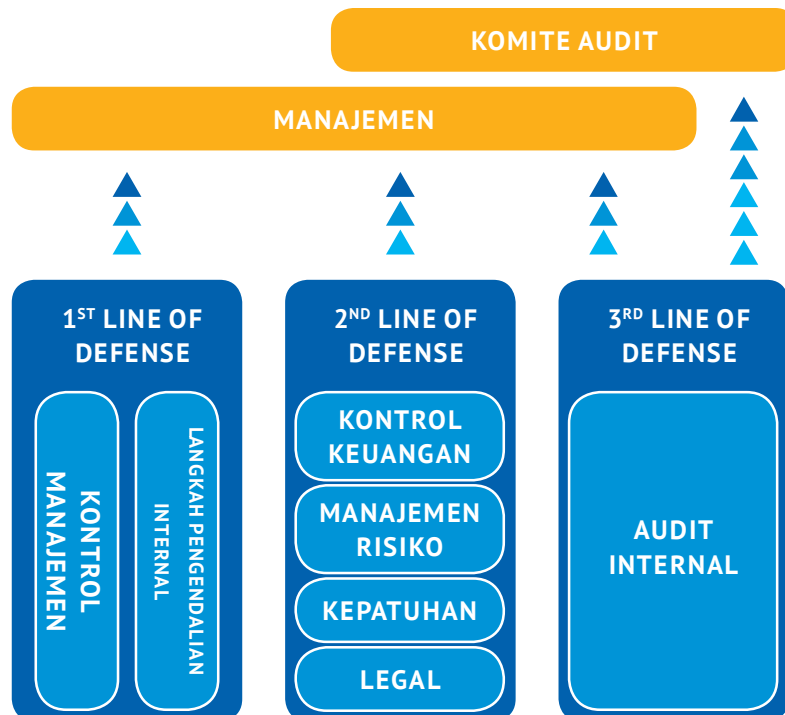 KOMITE AUDIT
MANAJEMEN
1ST LINE OF
DEFENSE
KONTROL
MANAJEMEN
LANGKAH PENGENDALIAN
INTERNAL
2ND LINE OF
DEFENSE
KONTROL
KEUANGAN
MANAJEMEN
RISIKO
KEPATUHAN
LEGAL
3RD LINE OF
DEFENSE
AUDIT
INTERNAL